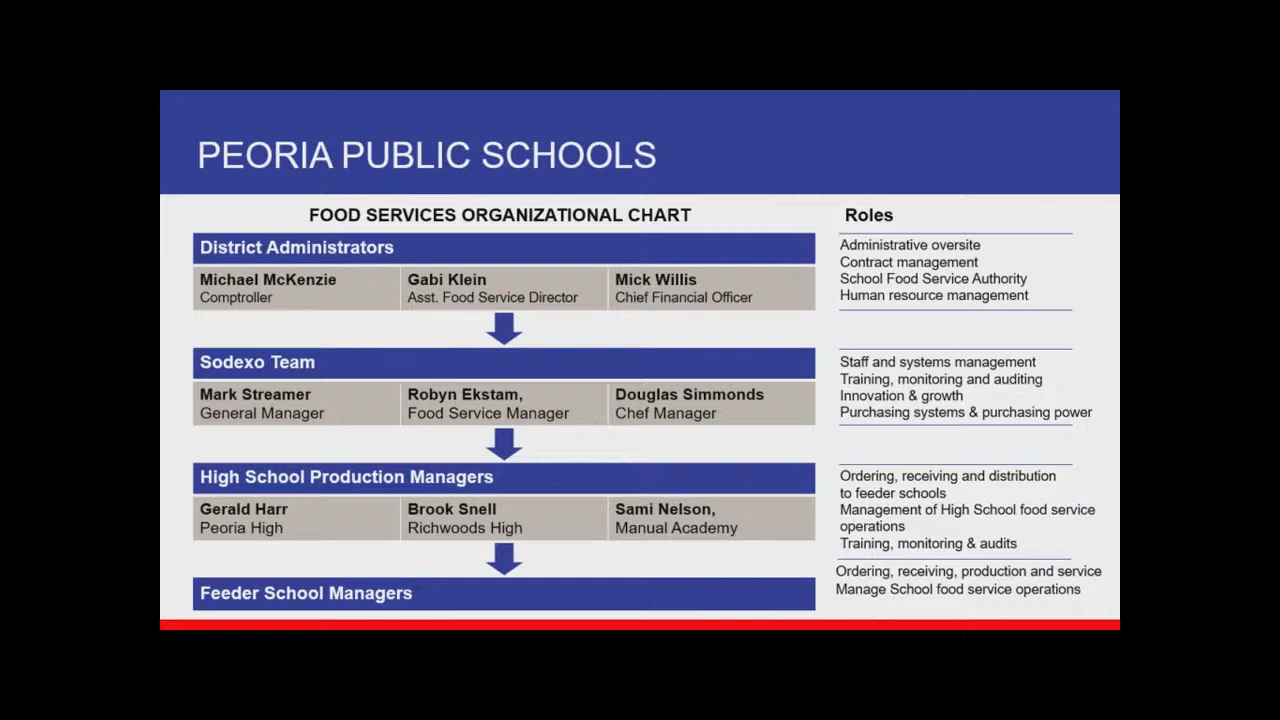 PEORIA PUBLIC SCHOOLS
FOOD SERVICES ORGANIZATIONAL CHART
Roles
District Administrators
Michael McKenzie
Comptroller
Gabi Klein
Asst. Food Service Director
Mick Willis
Chief Financial Officer
Administrative oversite
Contract management
School Food Service Authority
Human resource management
Sodexo Team
Mark Streamer
General Manager
Robyn Ekstam,
Food Service Manager
Douglas Simmonds
Chef Manager
Staff and systems management
Training, monitoring and auditing
Innovation & growth
Purchasing systems & purchasing power
High School Production Managers
Gerald Harr
Peoria High
Brook Snell
Richwoods High
Sami Nelson,
Manual Academy
Ordering, receiving and distribution
to feeder schools
Management of High School food service
operations
Training, monitoring & audits
Feeder School Managers
Ordering, receiving, production and service
Manage School food service operations